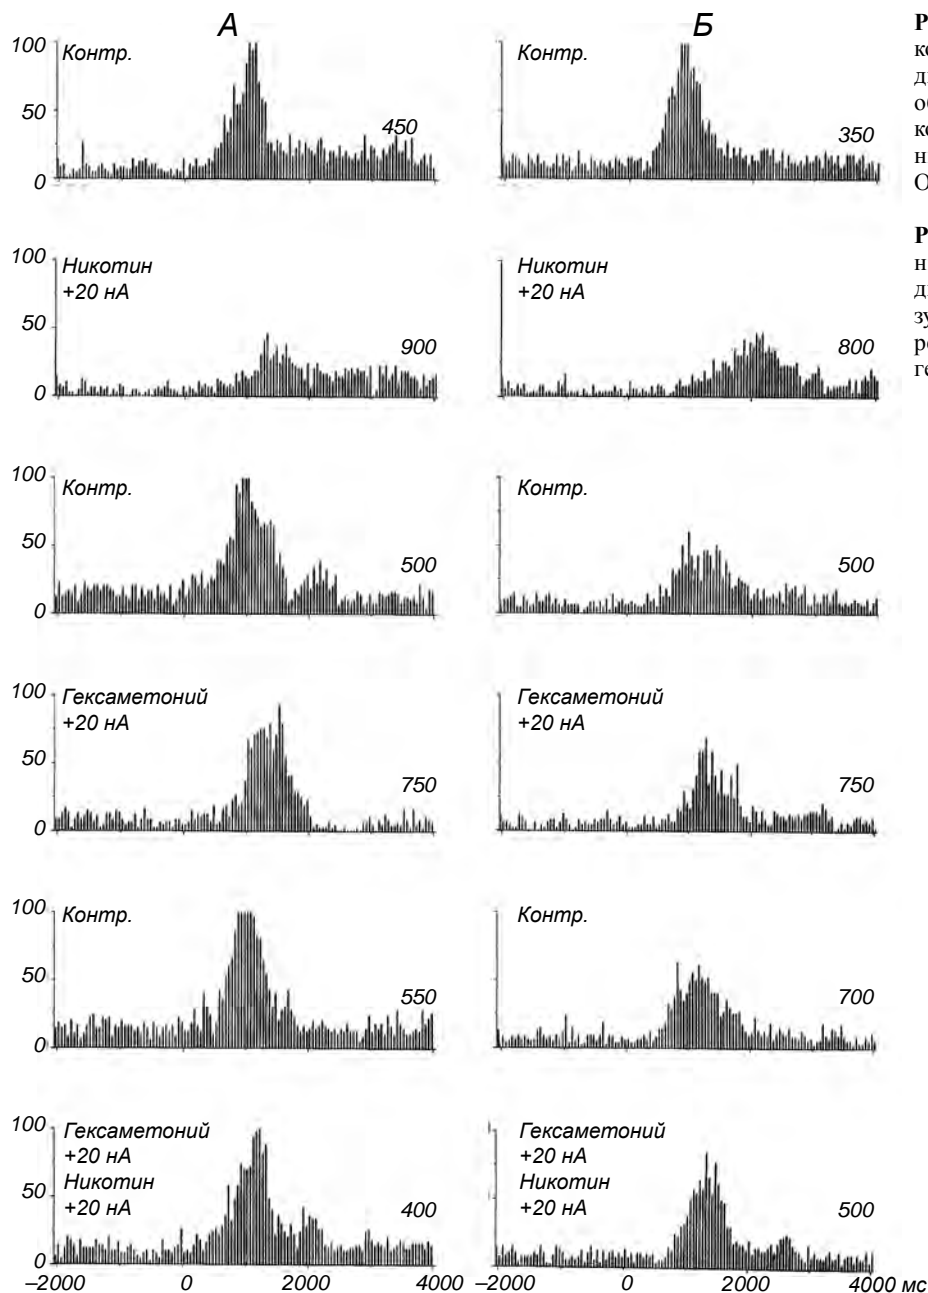 А
Б
100
50
0
Контр.
450
Контр.
350
100
50
0
Никотин
+20 нА
900
Никотин
+20 нА
800
100
50
0
Контр.
500
Контр.
500
100
50
0
Гексаметоний
+20 нА
750
Гексаметоний
+20 нА
750
100
50
0
Контр.
550
Контр.
700
100
50
0
Гексаметоний
+20 нА
Никотин
+20 нА
400
Гексаметоний
+20 нА
Никотин
+20 нА
500
–2000 0 2000 4000
–2000 0 2000 4000 мс